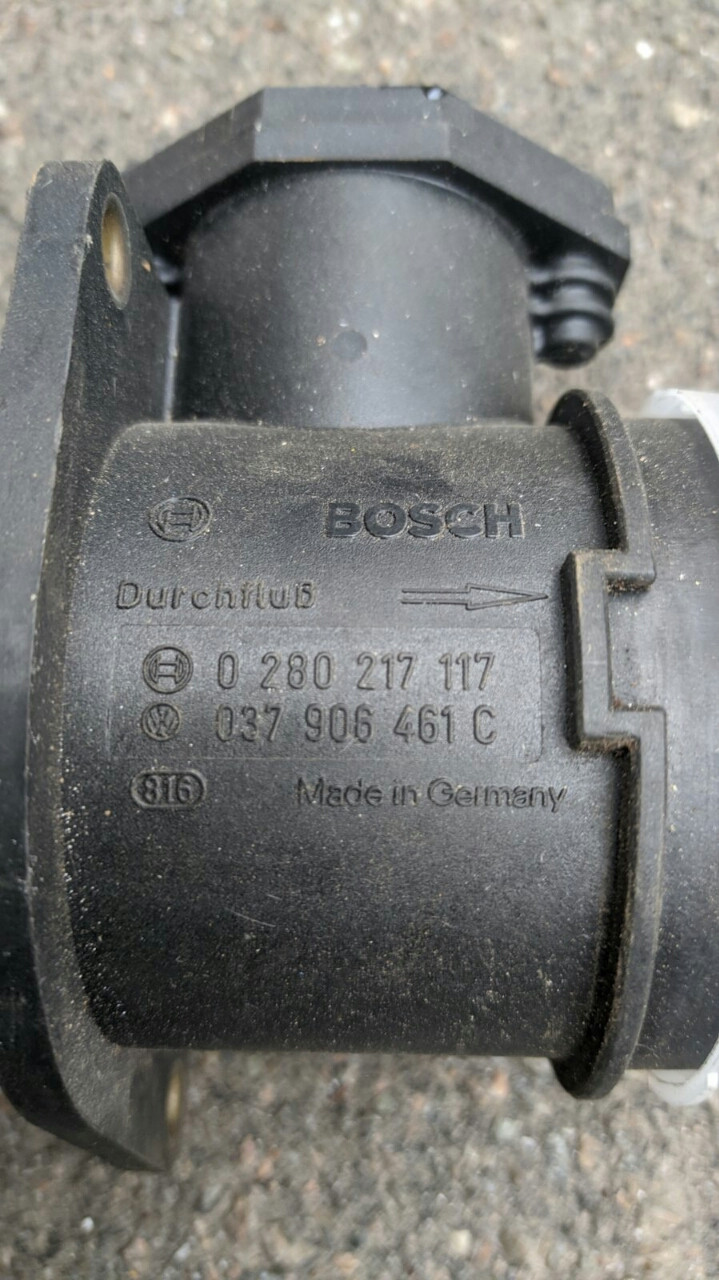 BOSCH
Durchfluß
0 280 217 117
037 906 461 C
816 Made in Germany